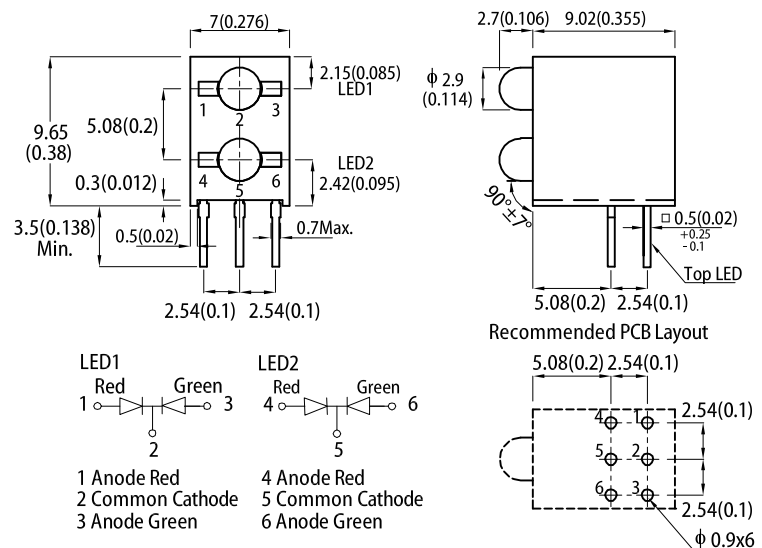 7(0.276)
2.7(0.106) 9.02(0.355)
2.15(0.085)
LED1
ϕ 2.9
(0.114)
1 2 3
9.65
(0.38)
5.08(0.2)
LED2
2.42(0.095)
4 5 6
0.3(0.012)
90°±7°
3.5(0.138)
Min.
0.5(0.02)
0.7Max.
□ 0.5(0.02)
+0.25
- 0.1
Top LED
2.54(0.1) 2.54(0.1)
5.08(0.2) 2.54(0.1)
Recommended PCB Layout
LED1
Red Green
1 3
2
1 Anode Red
2 Common Cathode
3 Anode Green
LED2
Red Green
4 6
5
4 Anode Red
5 Common Cathode
6 Anode Green
5.08(0.2) 2.54(0.1)
4 1
2.54(0.1)
5 2
6 3
2.54(0.1)
ϕ 0.9x6